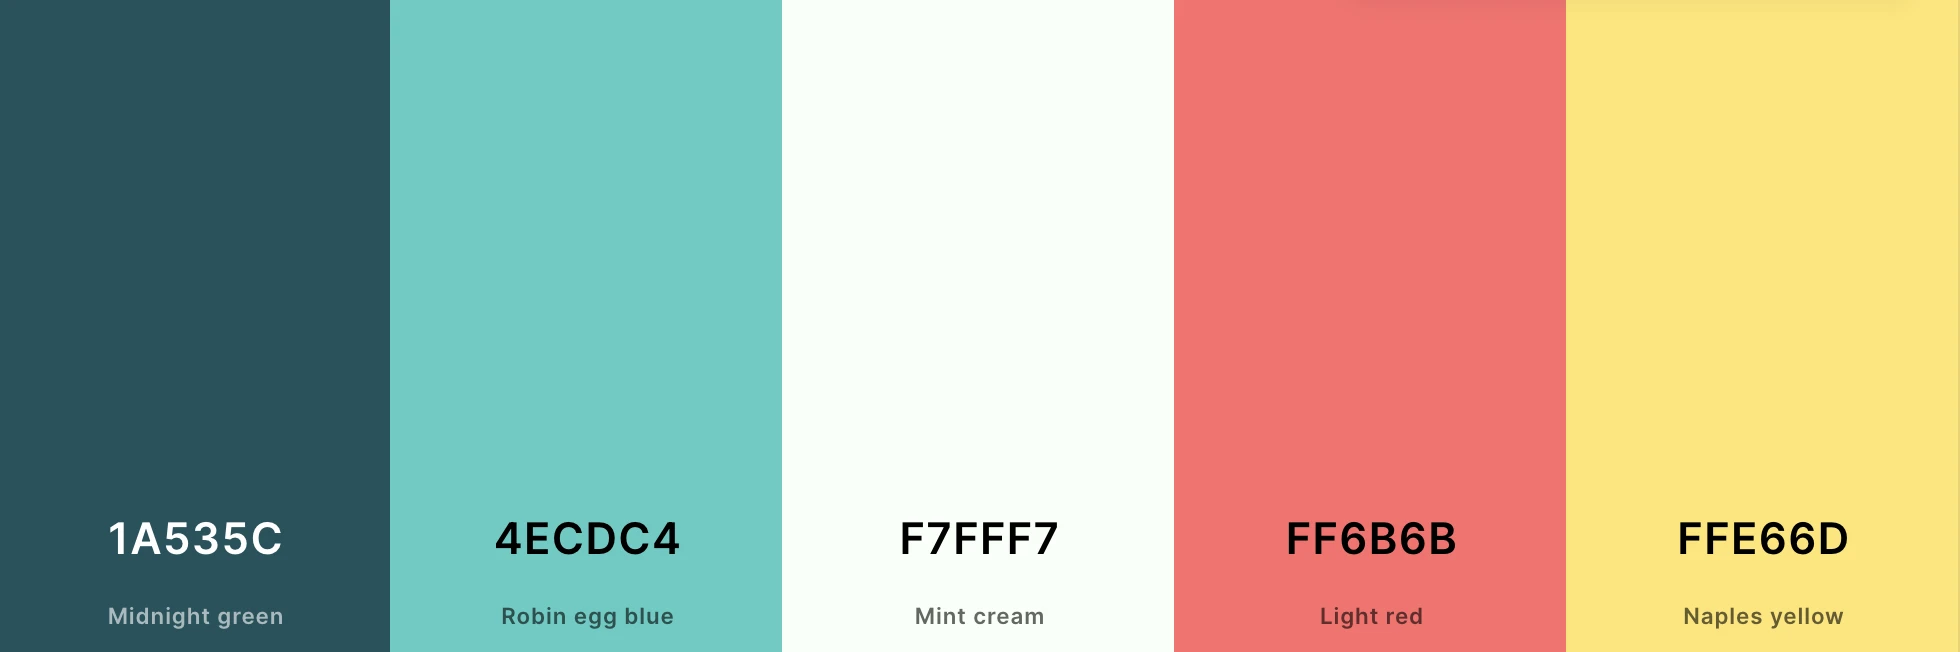 1A535C
Midnight green
4ECDC4
Robin egg blue
F7FFF7
Mint cream
FF6B6B
Light red
FFE66D
Naples yellow